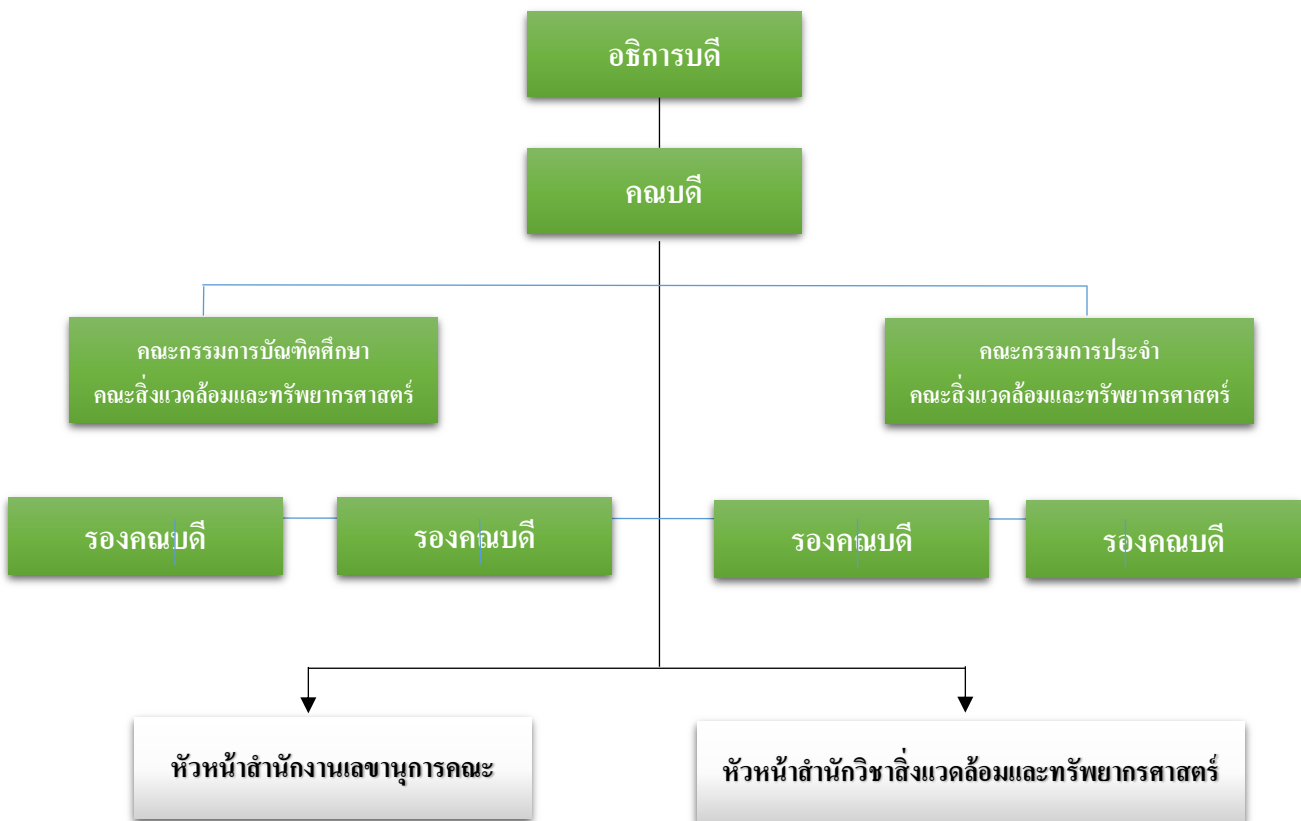 อธิการบดี
คณบดี
คณะกรรมการบัณฑิตศึกษา
คณะสิ่งแวดล้อมและทรัพยากรศาสตร์
คณะกรรมการประจำ
คณะสิ่งแวดล้อมและทรัพยากรศาสตร์
รองคณบดี
รองคณบดี
รองคณบดี
รองคณบดี
หัวหน้าสำนักงานเลขานุการคณะ
หัวหน้าสำนักวิชาสิ่งแวดล้อมและทรัพยากรศาสตร์